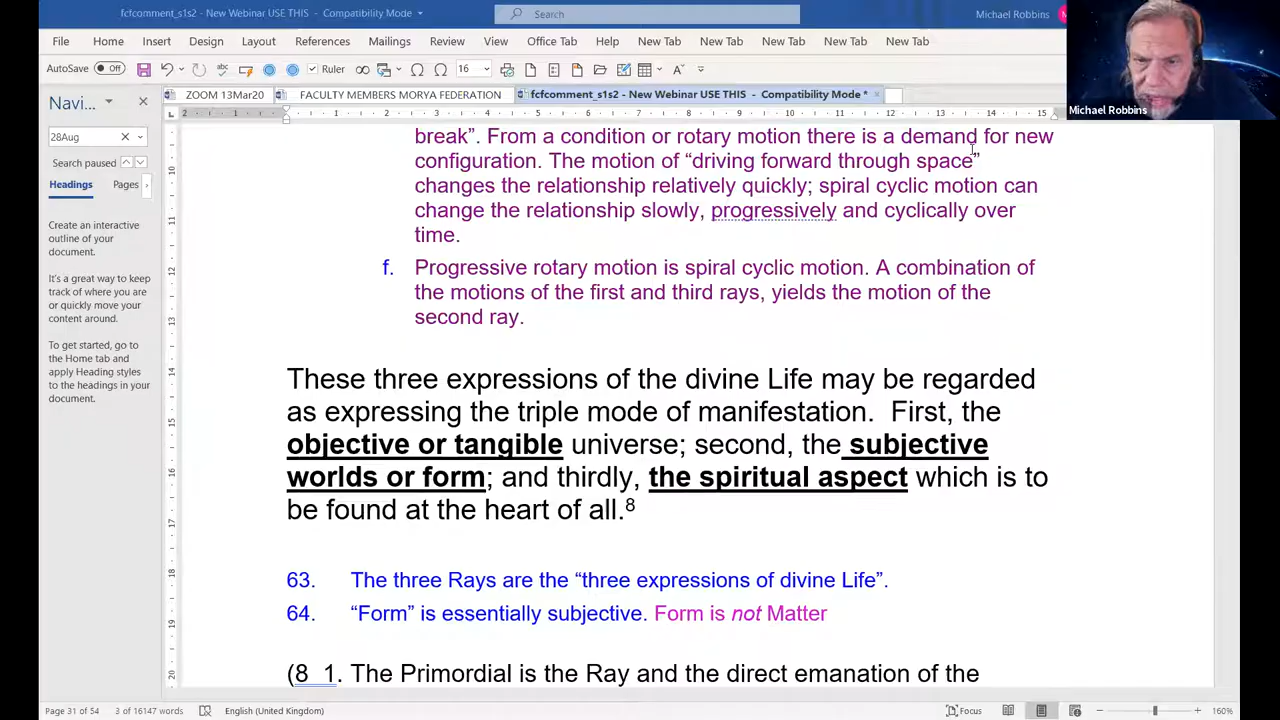 fcfcomment_s1s2 - New Webinar USE THIS - Compatibility Mode
Search
Michael Robbins
File Home Insert Design Layout References Mailings Review View Office Tab Help New Tab New Tab New Tab New Tab New Tab
AutoSave Off Ruler 16
Navi...
ZOOM 13Mar20 FACULTY MEMBERS MORYA FEDERATION fcfcomment_s1s2 - New Webinar USE THIS - Compatibility Mode *
Michael Robbins
28Aug
Search paused
Headings Pages
Create an interactive
outline of your
document.
It's a great way to keep
track of where you are
or quickly move your
content around.
To get started, go to
the Home tab and
apply Heading styles
to the headings in your
document.
break”. From a condition or rotary motion there is a demand for new
configuration. The motion of “driving forward through space”
changes the relationship relatively quickly; spiral cyclic motion can
change the relationship slowly, progressively and cyclically over
time.
f. Progressive rotary motion is spiral cyclic motion. A combination of
the motions of the first and third rays, yields the motion of the
second ray.
These three expressions of the divine Life may be regarded
as expressing the triple mode of manifestation. First, the
objective or tangible universe; second, the subjective
worlds or form; and thirdly, the spiritual aspect which is to
be found at the heart of all.8
63. The three Rays are the “three expressions of divine Life”.
64. “Form” is essentially subjective. Form is not Matter
(8 1. The Primordial is the Ray and the direct emanation of the
Page 31 of 54 3 of 16147 words English (United Kingdom) Focus 160%